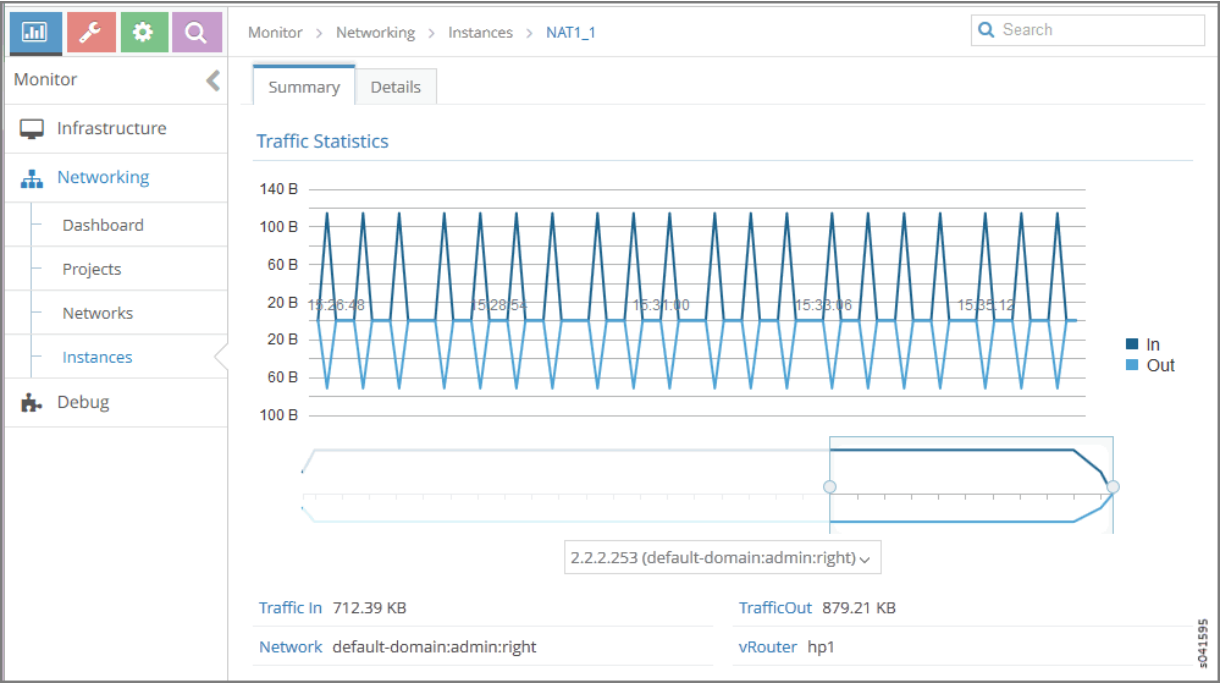 Monitor > Networking > Instances > NAT1_1
Search
Monitor
Infrastructure
Networking
Dashboard
Projects
Networks
Instances
Debug
Summary
Details
Traffic Statistics
140 B
100 B
60 B
20 B
15:26:48 15:28:54 15:31:00 15:33:06 15:35:12
20 B
60 B
100 B
In
Out
2.2.2.253 (default-domain:admin:right)
Traffic In 712.39 KB
TrafficOut 879.21 KB
Network default-domain:admin:right
vRouter hp1
s041595